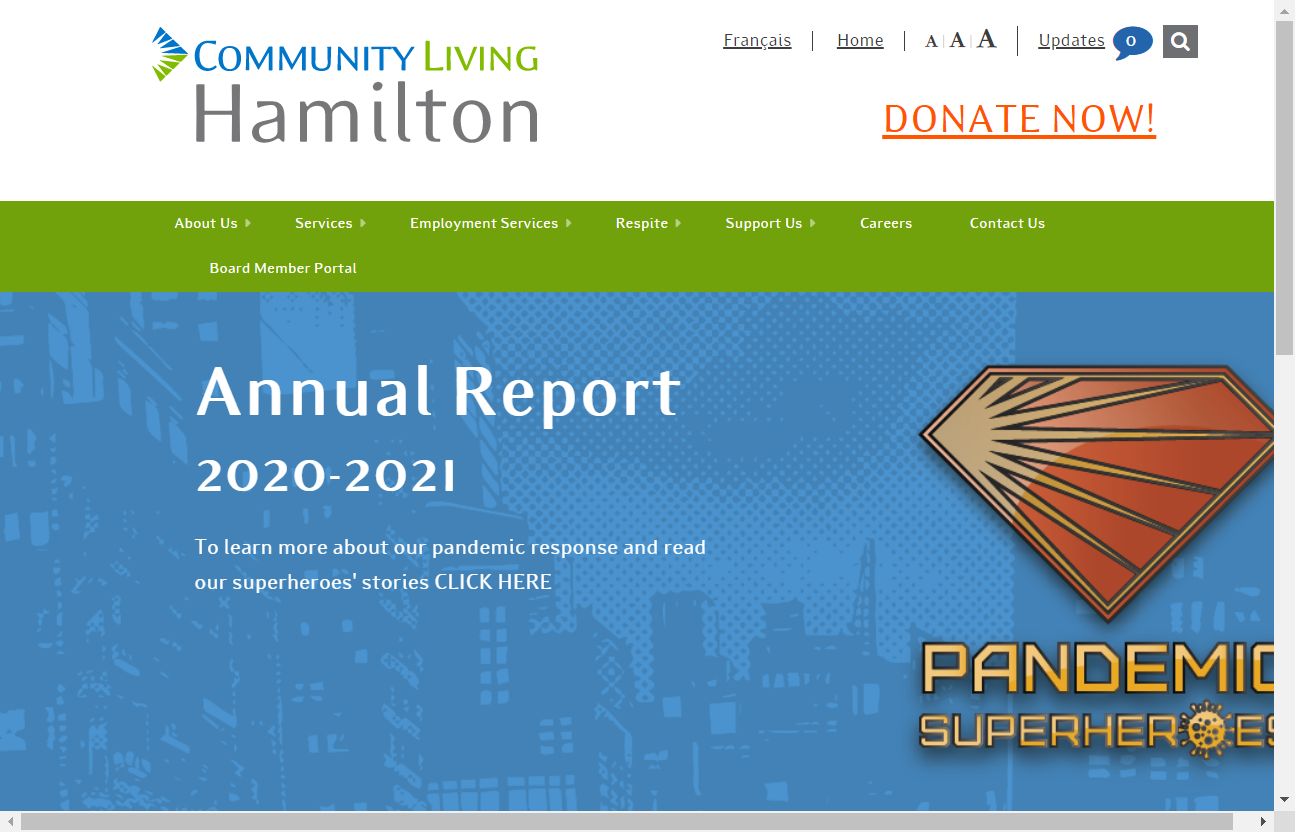 COMMUNITY LIVING
Hamilton
Français
Home
A A A
Updates 0
DONATE NOW!
About Us
Services
Employment Services
Respite
Support Us
Careers
Contact Us
Board Member Portal
Annual Report
2020-2021
To learn more about our pandemic response and read
our superheroes' stories CLICK HERE
PANDEMIC
SUPERHEROES